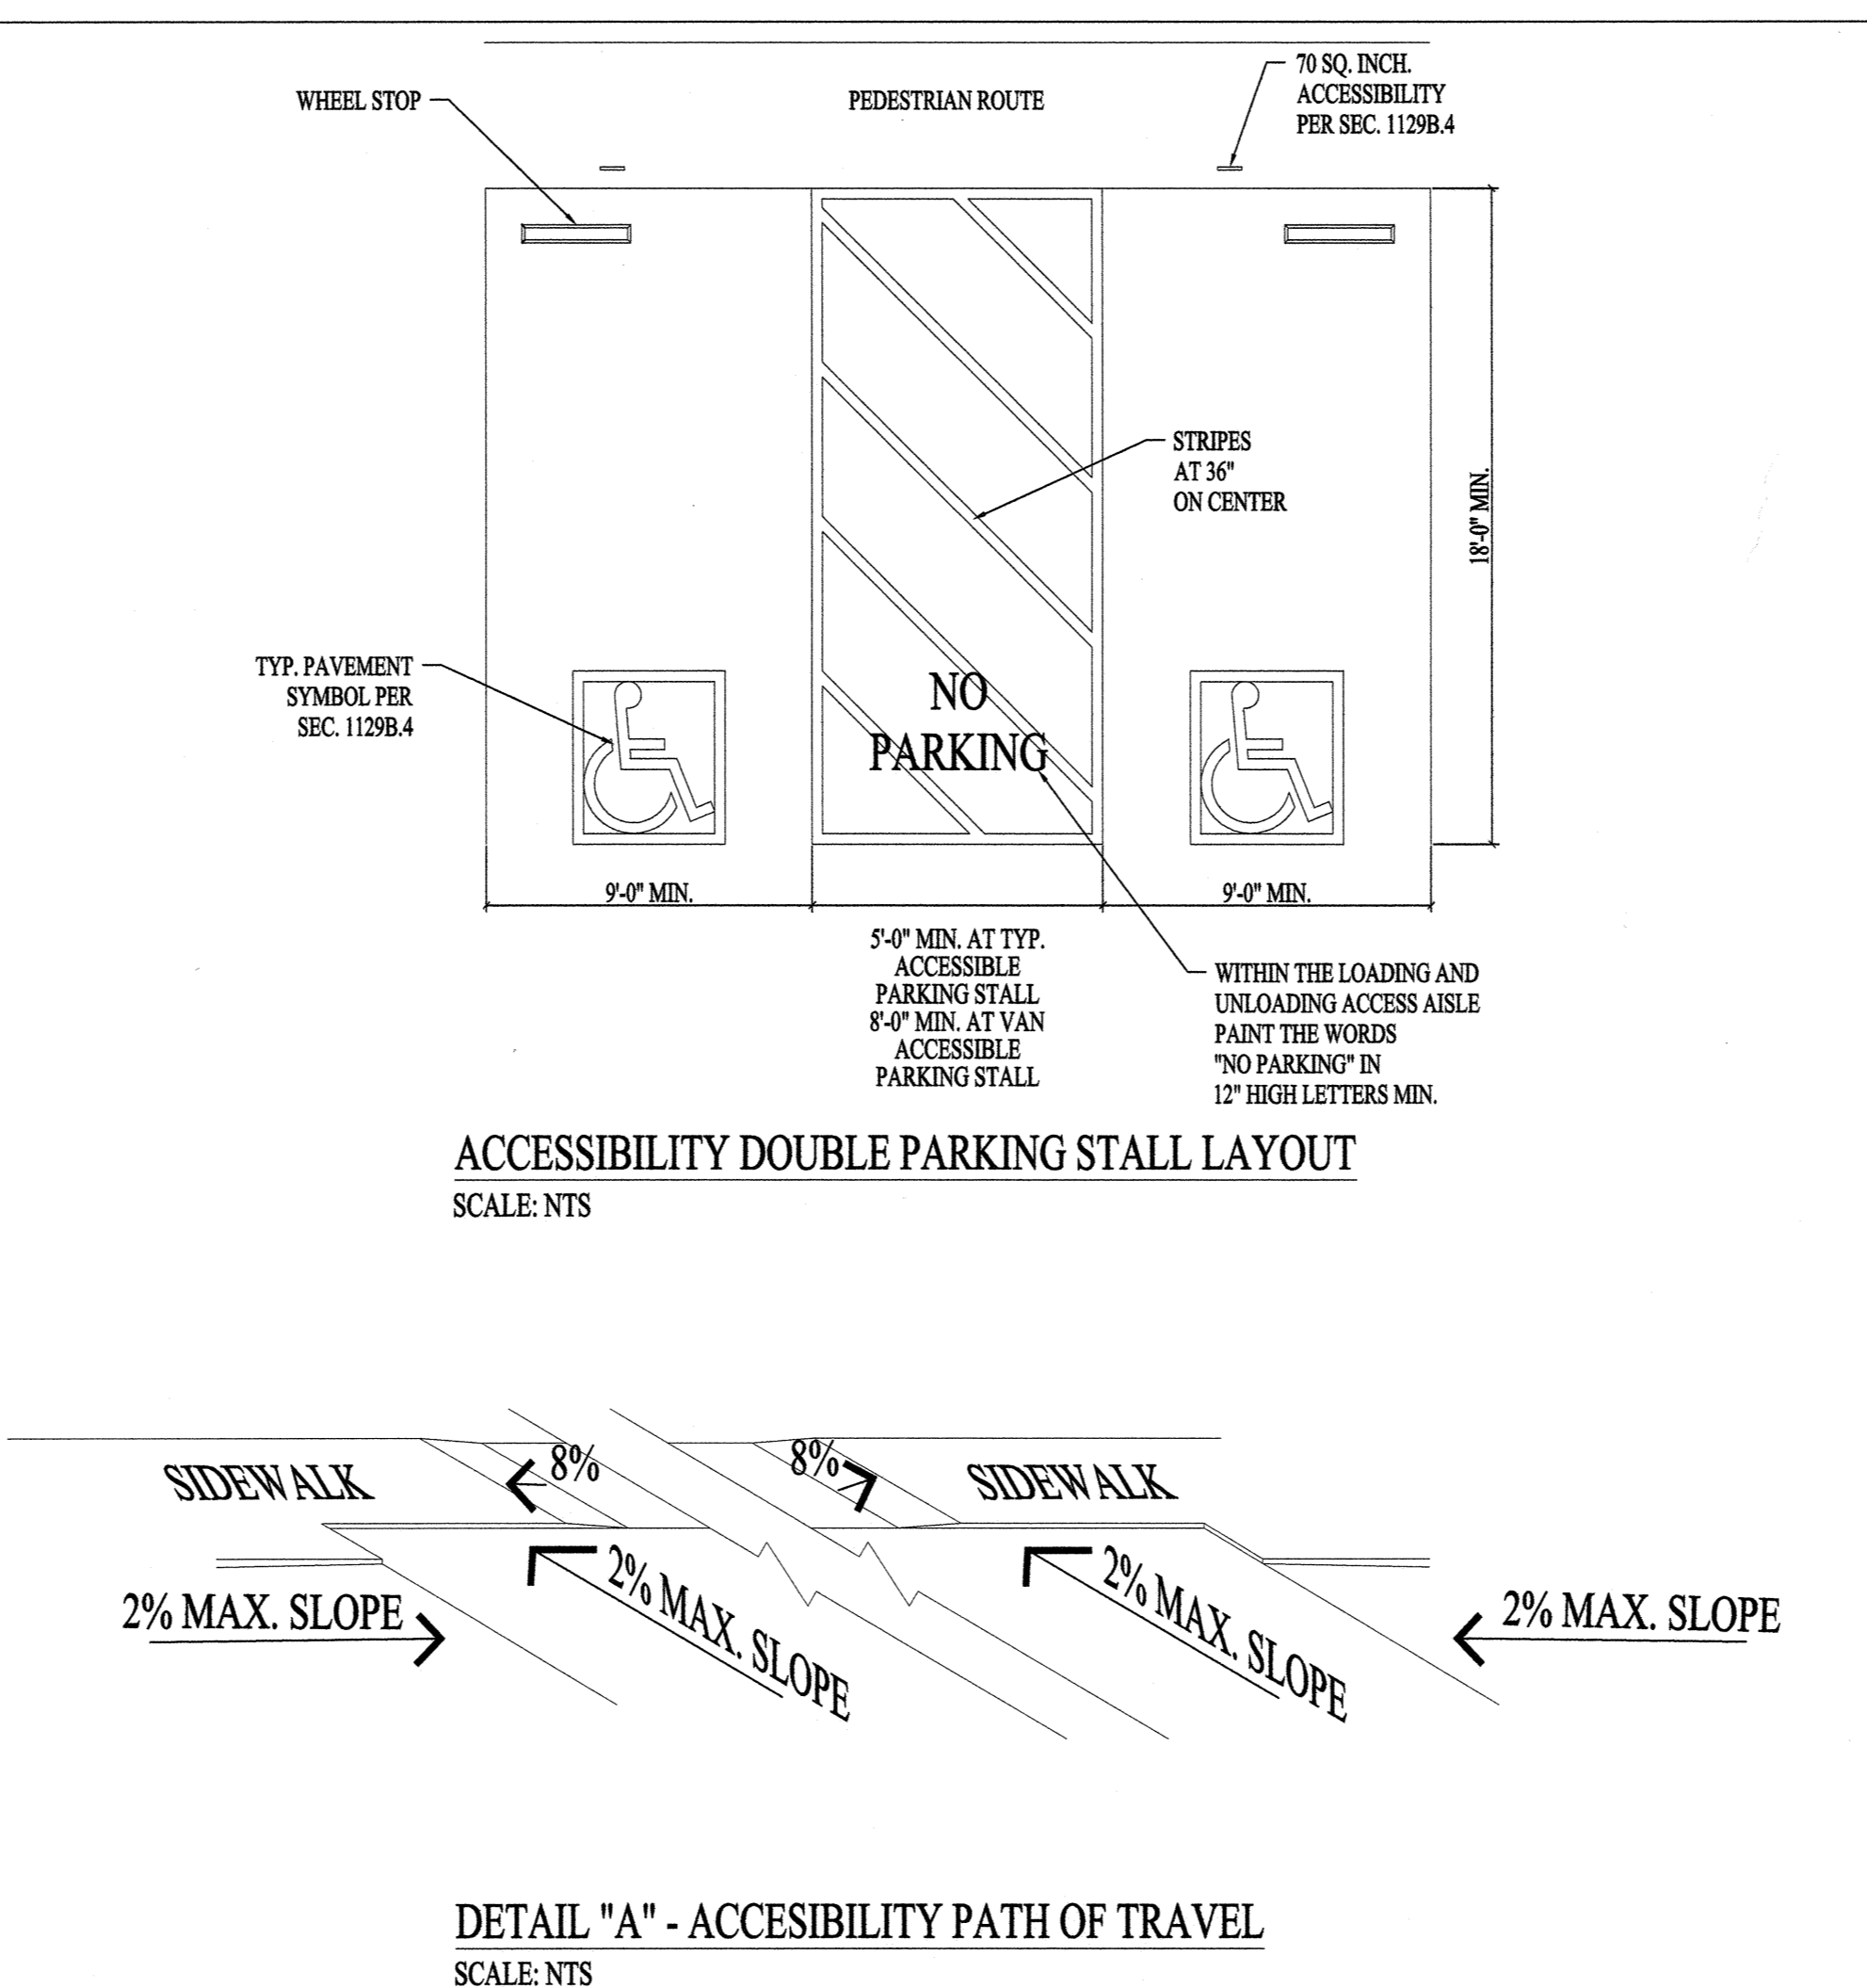 WHEEL STOP
PEDESTRIAN ROUTE
70 SQ. INCH.
ACCESSIBILITY
PER SEC. 1129B.4
STRIPES
AT 36"
ON CENTER
18'-0" MIN.
TYP. PAVEMENT
SYMBOL PER
SEC. 1129B.4
NO
PARKING
9'-0" MIN.
9'-0" MIN.
5'-0" MIN. AT TYP.
ACCESSIBLE
PARKING STALL
8'-0" MIN. AT VAN
ACCESSIBLE
PARKING STALL
WITHIN THE LOADING AND
UNLOADING ACCESS AISLE
PAINT THE WORDS
"NO PARKING" IN
12" HIGH LETTERS MIN.
ACCESSIBILITY DOUBLE PARKING STALL LAYOUT
SCALE: NTS
SIDEWALK
8%
8%
SIDEWALK
2% MAX. SLOPE
2% MAX. SLOPE
2% MAX. SLOPE
2% MAX. SLOPE
DETAIL "A" - ACCESIBILITY PATH OF TRAVEL
SCALE: NTS